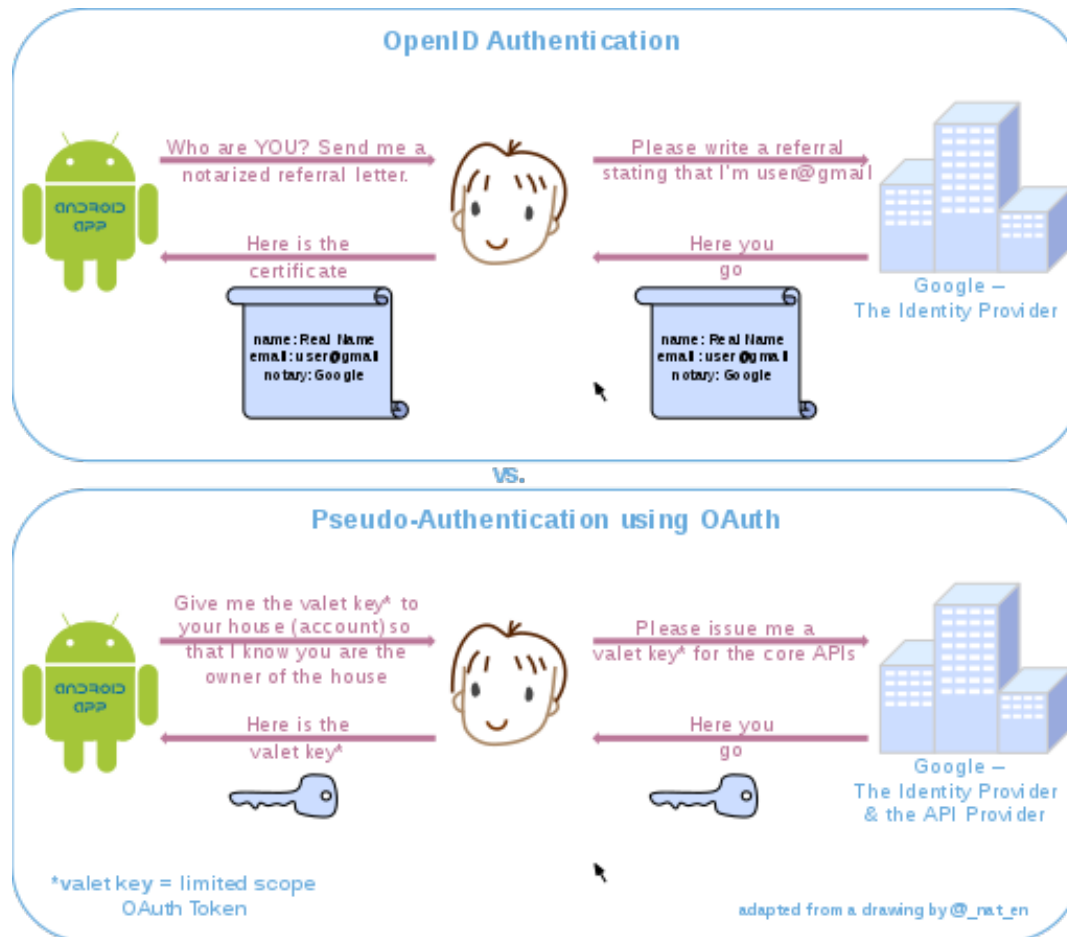 OpenID Authentication
Who are YOU? Send me a
notarized referral letter.
Please write a referral
stating that I'm user@gmail
ANDROID
APP
Here is the
certificate
Here you
go
Google –
The Identity Provider
name: Real Name
email: user@gmail
notary: Google
name: Real Name
email: user@gmail
notary: Google
vs.
Pseudo-Authentication using OAuth
Give me the valet key* to
your house (account) so
that I know you are the
owner of the house
Please issue me a
valet key* for the core APIs
ANDROID
APP
Here is the
valet key*
Here you
go
Google –
The Identity Provider
& the API Provider
*valet key = limited scope
OAuth Token
adapted from a drawing by @_nat_en